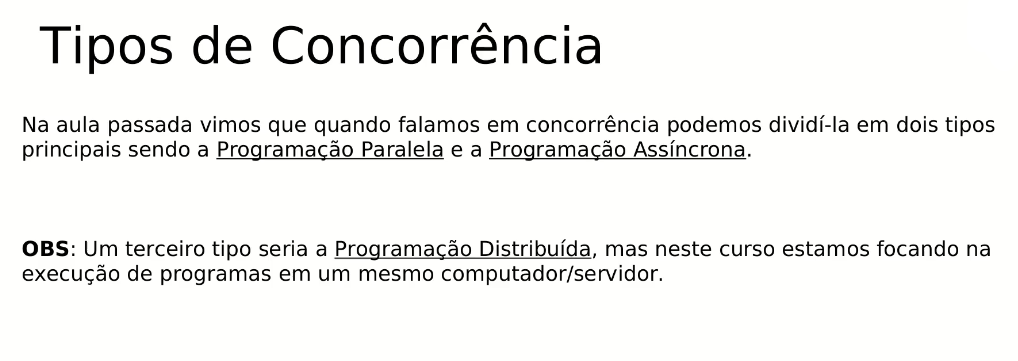 Tipos de Concorrência
Na aula passada vimos que quando falamos em concorrência podemos dividí-la em dois tipos
principais sendo a Programação Paralela e a Programação Assíncrona.
OBS: Um terceiro tipo seria a Programação Distribuída, mas neste curso estamos focando na
execução de programas em um mesmo computador/servidor.